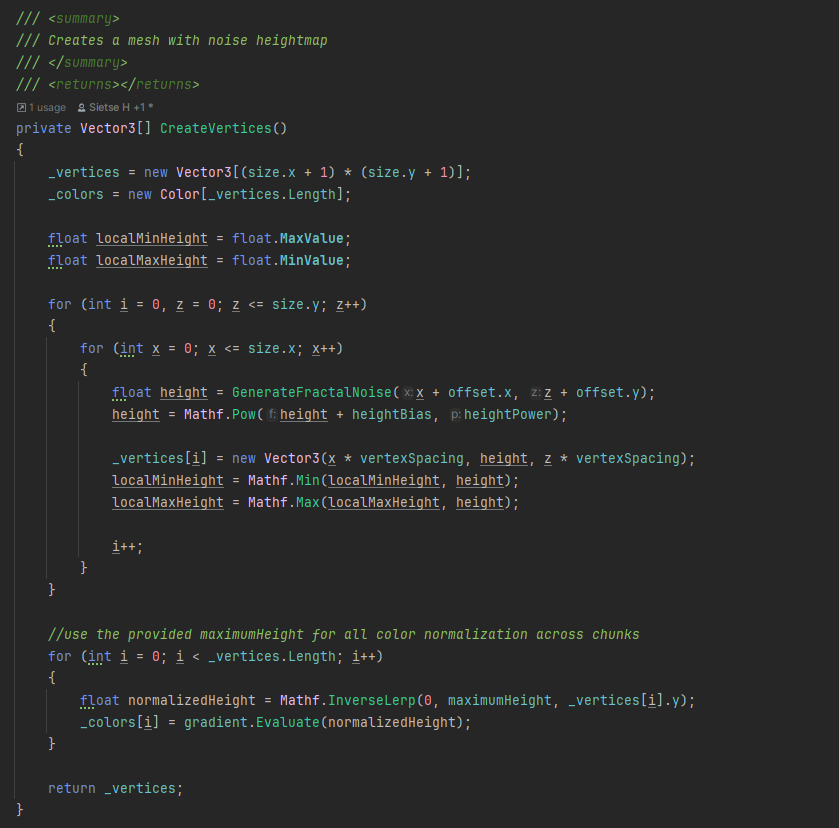 /// <summary>
/// Creates a mesh with noise heightmap
/// </summary>
/// <returns></returns>
1 usage Sietse H +1 *
private Vector3[] CreateVertices()
{
    _vertices = new Vector3[(size.x + 1) * (size.y + 1)];
    _colors = new Color[_vertices.Length];

    float localMinHeight = float.MaxValue;
    float localMaxHeight = float.MinValue;

    for (int i = 0, z = 0; z <= size.y; z++)
    {
        for (int x = 0; x <= size.x; x++)
        {
            float height = GenerateFractalNoise(x: x + offset.x, z: z + offset.y);
            height = Mathf.Pow(f: height + heightBias, p: heightPower);

            _vertices[i] = new Vector3(x * vertexSpacing, height, z * vertexSpacing);
            localMinHeight = Mathf.Min(localMinHeight, height);
            localMaxHeight = Mathf.Max(localMaxHeight, height);

            i++;
        }
    }

    //use the provided maximumHeight for all color normalization across chunks
    for (int i = 0; i < _vertices.Length; i++)
    {
        float normalizedHeight = Mathf.InverseLerp(0, maximumHeight, _vertices[i].y);
        _colors[i] = gradient.Evaluate(normalizedHeight);
    }

    return _vertices;
}